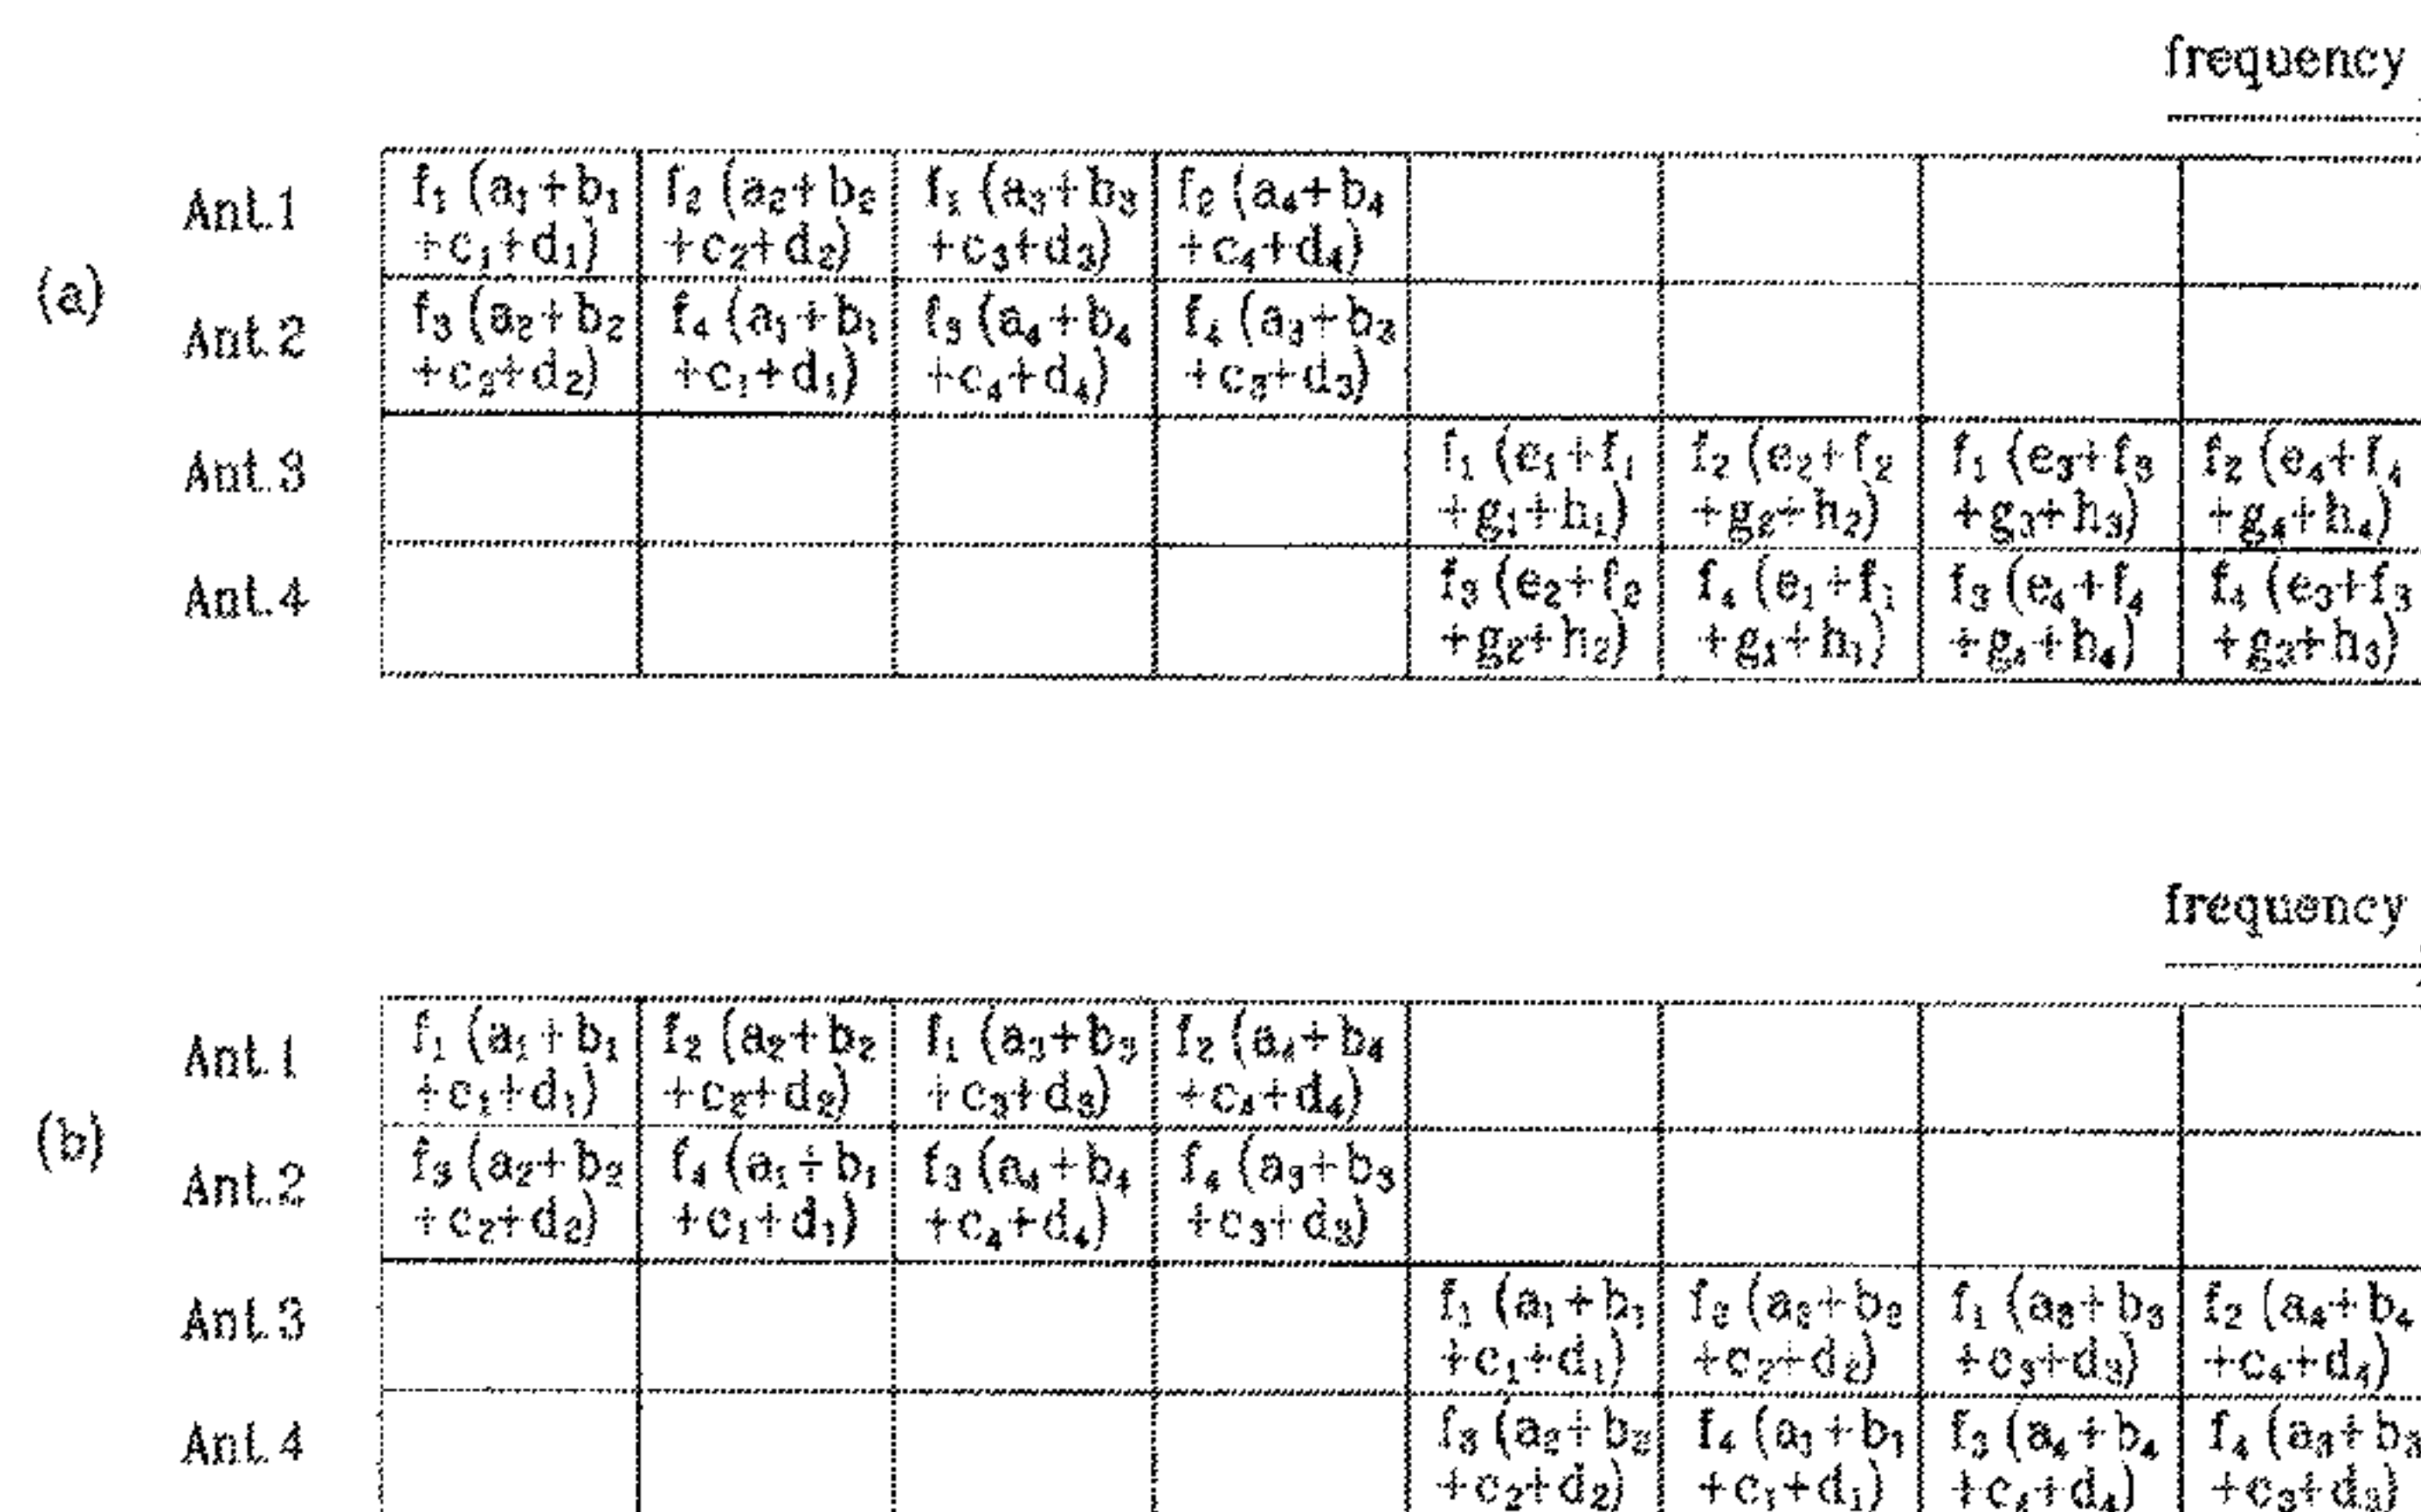 frequency
(a)
Ant.1
f₁ (a₁+b₁ f₂ (a₂+b₂ f₁ (a₃+b₃ f₂ (a₄+b₄
+c₁+d₁) +c₂+d₂) +c₃+d₃) +c₄+d₄)
Ant.2
f₃ (a₂+b₂ f₄ (a₁+b₁ f₃ (a₄+b₄ f₄ (a₃+b₃
+c₂+d₂) +c₁+d₁) +c₄+d₄) +c₃+d₃)
Ant.3
f₁ (e₁+f₁ f₂ (e₂+f₂ f₁ (e₃+f₃ f₂ (e₄+f₄
+g₁+h₁) +g₂+h₂) +g₃+h₃) +g₄+h₄)
Ant.4
f₃ (e₂+f₂ f₄ (e₁+f₁ f₃ (e₄+f₄ f₄ (e₃+f₃
+g₂+h₂) +g₁+h₁) +g₄+h₄) +g₃+h₃)
frequency
(b)
Ant.1
f₁ (a₁+b₁ f₂ (a₂+b₂ f₁ (a₃+b₃ f₂ (a₄+b₄
+c₁+d₁) +c₂+d₂) +c₃+d₃) +c₄+d₄)
Ant.2
f₃ (a₂+b₂ f₄ (a₁+b₁ f₃ (a₄+b₄ f₄ (a₃+b₃
+c₂+d₂) +c₁+d₁) +c₄+d₄) +c₃+d₃)
Ant.3
f₁ (a₁+b₁ f₂ (a₂+b₂ f₁ (a₃+b₃ f₂ (a₄+b₄
+c₁+d₁) +c₂+d₂) +c₃+d₃) +c₄+d₄)
Ant.4
f₃ (a₂+b₂ f₄ (a₁+b₁ f₃ (a₄+b₄ f₄ (a₃+b₃
+c₂+d₂) +c₁+d₁) +c₄+d₄) +c₃+d₃)